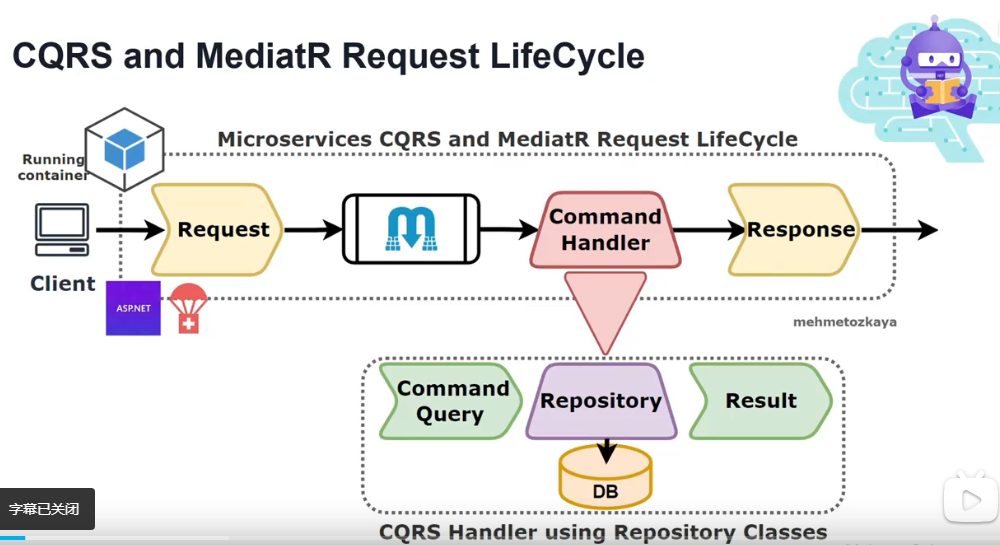 CQRS and MediatR Request LifeCycle
Microservices CQRS and MediatR Request LifeCycle
Running
container
Request
Command
Handler
Response
Client
ASP.NET
mehmetozkaya
Command
Query
Repository
Result
DB
字幕已关闭
CQRS Handler using Repository Classes